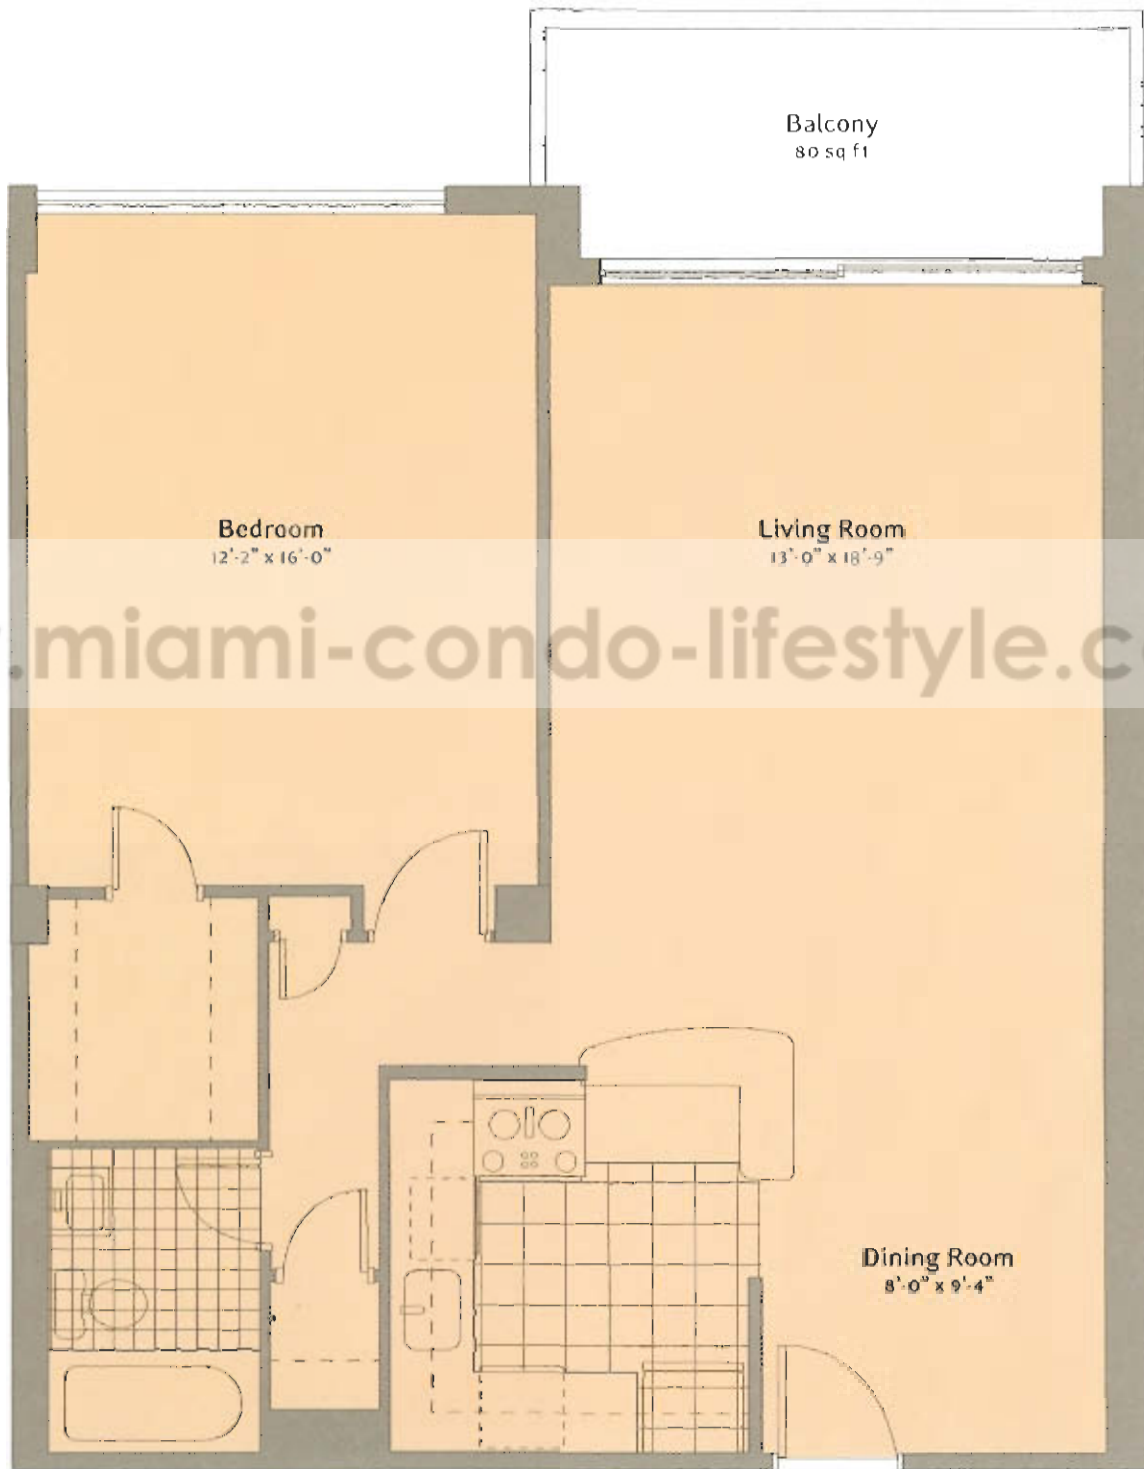 Balcony
80 sq ft
Bedroom
12'-2" x 16'-0"
Living Room
13'-0" x 18'-9"
.miami-condo-lifestyle.c
Dining Room
8'-0" x 9'-4"